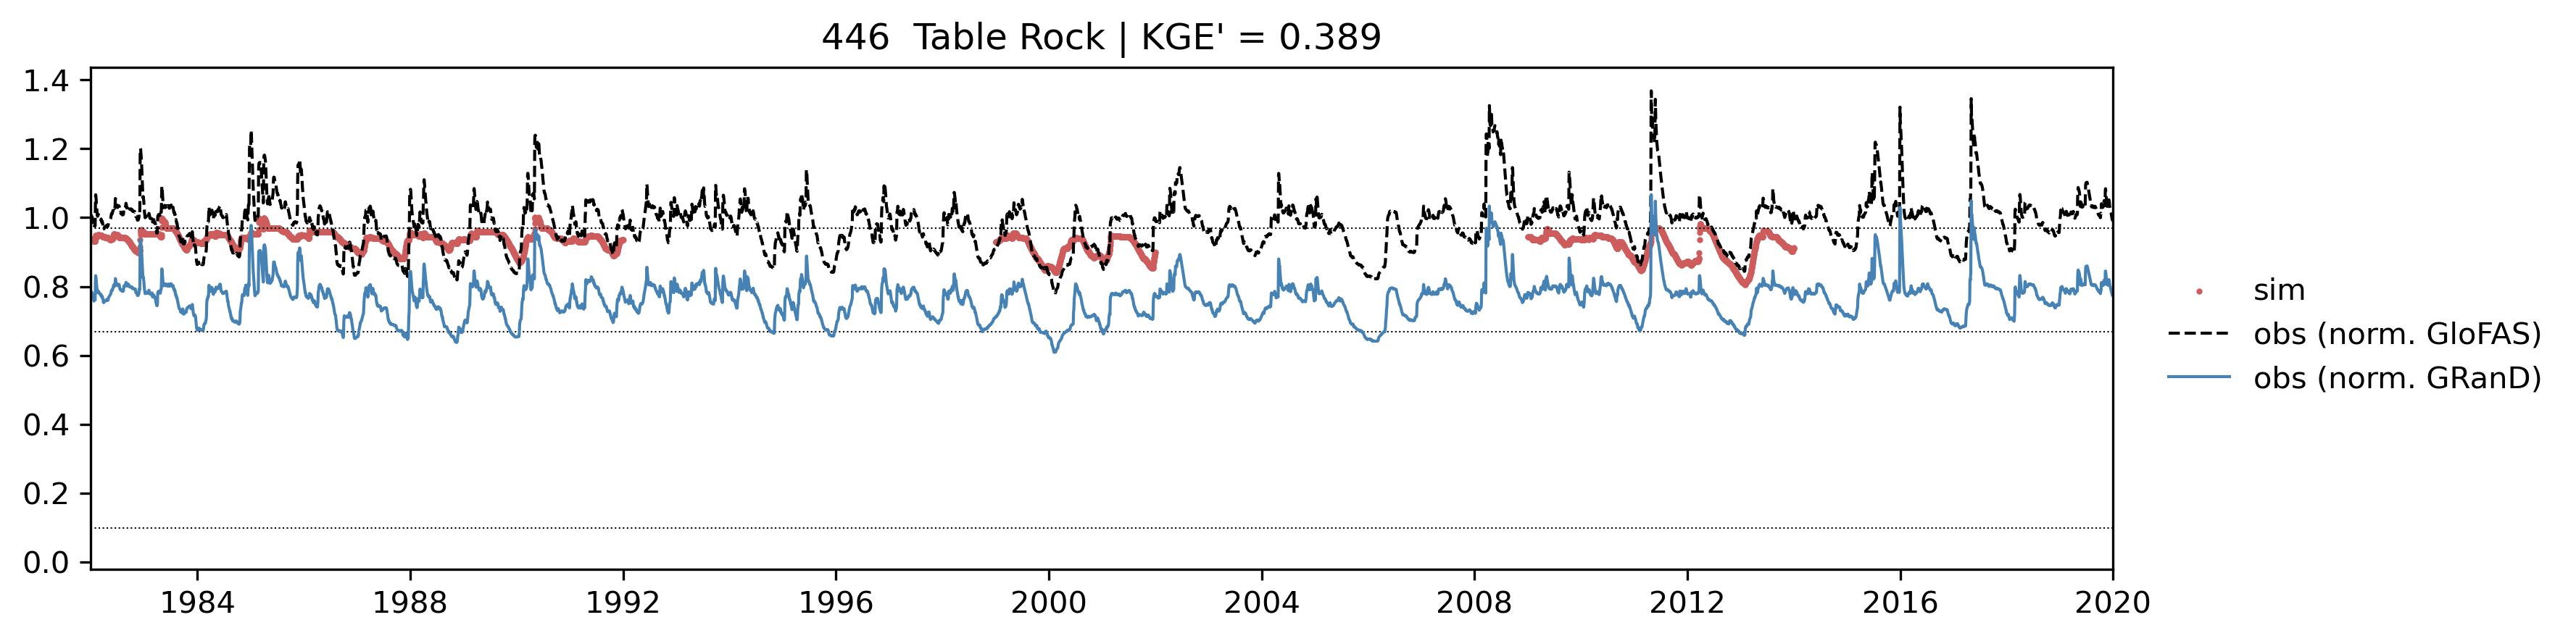 446  Table Rock | KGE' = 0.389
1.4
1.2
1.0
0.8
0.6
0.4
0.2
0.0
1984 1988 1992 1996 2000 2004 2008 2012 2016 2020
sim
obs (norm. GloFAS)
obs (norm. GRanD)